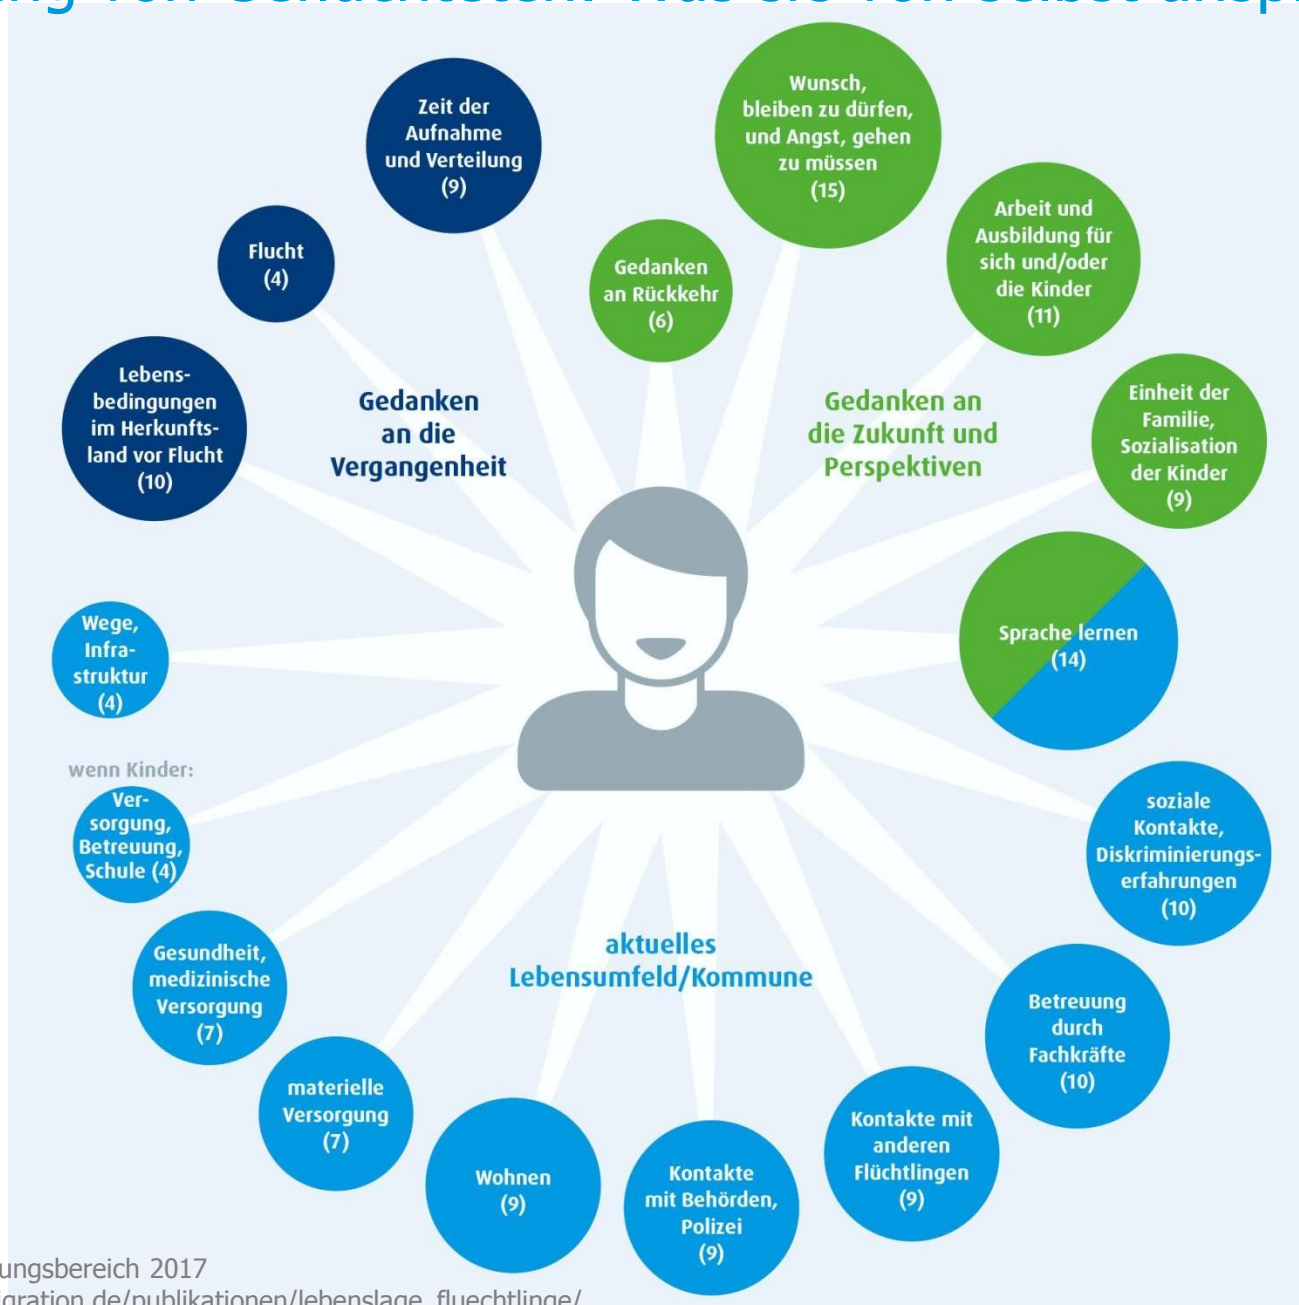 Zeit der
Aufnahme
und Verteilung
(9)
Wunsch,
bleiben zu dürfen,
und Angst, gehen
zu müssen
(15)
Flucht
(4)
Gedanken
an Rückkehr
(6)
Arbeit und
Ausbildung für
sich und/oder
die Kinder
(11)
Lebens-
bedingungen
im Herkunfts-
land vor Flucht
(10)
Gedanken
an die
Vergangenheit
Gedanken an
die Zukunft und
Perspektiven
Einheit der
Familie,
Sozialisation
der Kinder
(9)
Wege,
Infra-
struktur
(4)
Sprache lernen
(14)
wenn Kinder:
Ver-
sorgung,
Betreuung,
Schule (4)
soziale
Kontakte,
Diskriminierungs-
erfahrungen
(10)
Gesundheit,
medizinische
Versorgung
(7)
aktuelles
Lebensumfeld/Kommune
Betreuung
durch
Fachkräfte
(10)
materielle
Versorgung
(7)
Wohnen
(9)
Kontakte
mit Behörden,
Polizei
(9)
Kontakte mit
anderen
Flüchtlingen
(9)
ungsbereich 2017
igration.de/publikationen/lebenslage_fluechtlinge/